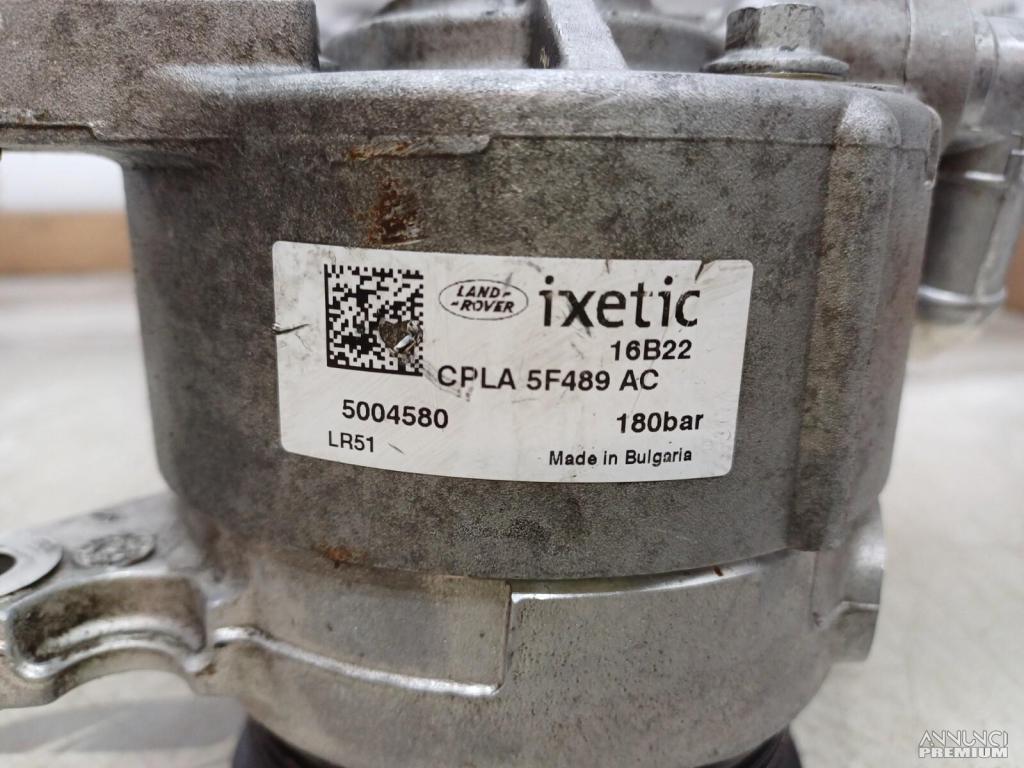 LAND-
-ROVER
ixetic
16B22
CPLA 5F489 AC
5004580
180bar
LR51
Made in Bulgaria
ANNUNCI
PREMIUM